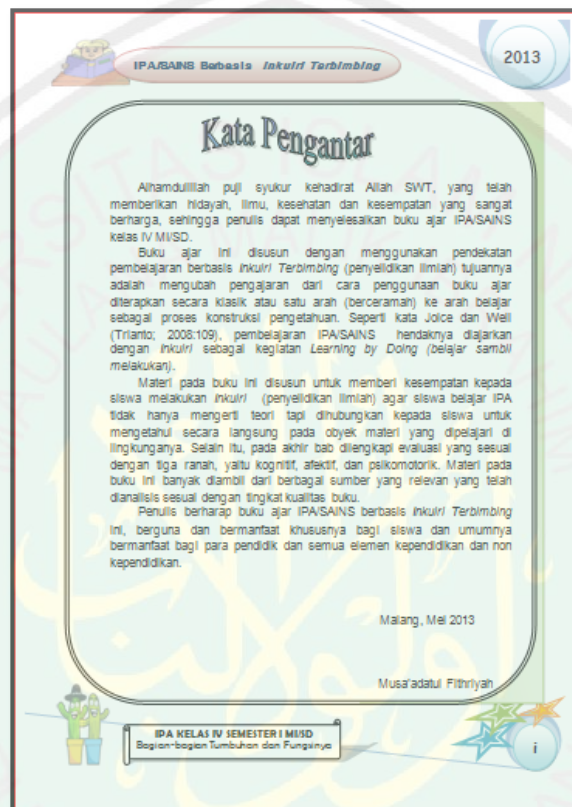 IPA/SAINS Berbasis Inkuiri Terbimbing
2013
Kata Pengantar
Alhamdulillah puji syukur kehadirat Allah SWT, yang telah
memberikan hidayah, ilmu, kesehatan dan kesempatan yang sangat
berharga, sehingga penulis dapat menyelesaikan buku ajar IPA/SAINS
kelas IV MI/SD.
Buku ajar ini disusun dengan menggunakan pendekatan
pembelajaran berbasis Inkuiri Terbimbing (penyelidikan ilmiah) tujuannya
adalah mengubah pengajaran dari cara penggunaan buku ajar
diterapkan secara klasik atau satu arah (berceramah) ke arah belajar
sebagai proses konstruksi pengetahuan. Seperti kata Joice dan Well
(Trianto; 2008:109), pembelajaran IPA/SAINS hendaknya diajarkan
dengan Inkuiri sebagai kegiatan Learning by Doing (belajar sambil
melakukan).
Materi pada buku ini disusun untuk memberi kesempatan kepada
siswa melakukan Inkuiri (penyelidikan ilmiah) agar siswa belajar IPA
tidak hanya mengerti teori tapi dihubungkan kepada siswa untuk
mengetahui secara langsung pada obyek materi yang dipelajari di
lingkunganya. Selain itu, pada akhir bab dilengkapi evaluasi yang sesuai
dengan tiga ranah, yaitu kognitif, afektif, dan psikomotorik. Materi pada
buku ini banyak diambil dari berbagai sumber yang relevan yang telah
dianalisis sesuai dengan tingkat kualitas buku.
Penulis berharap buku ajar IPA/SAINS berbasis Inkuiri Terbimbing
ini, berguna dan bermanfaat khususnya bagi siswa dan umumnya
bermanfaat bagi para pendidik dan semua elemen kependidikan dan non
kependidikan.
Malang, Mei 2013
Musa'adatul Fithriyah
IPA KELAS IV SEMESTER I MI/SD
Bagian-bagian Tumbuhan dan Fungsinya
i